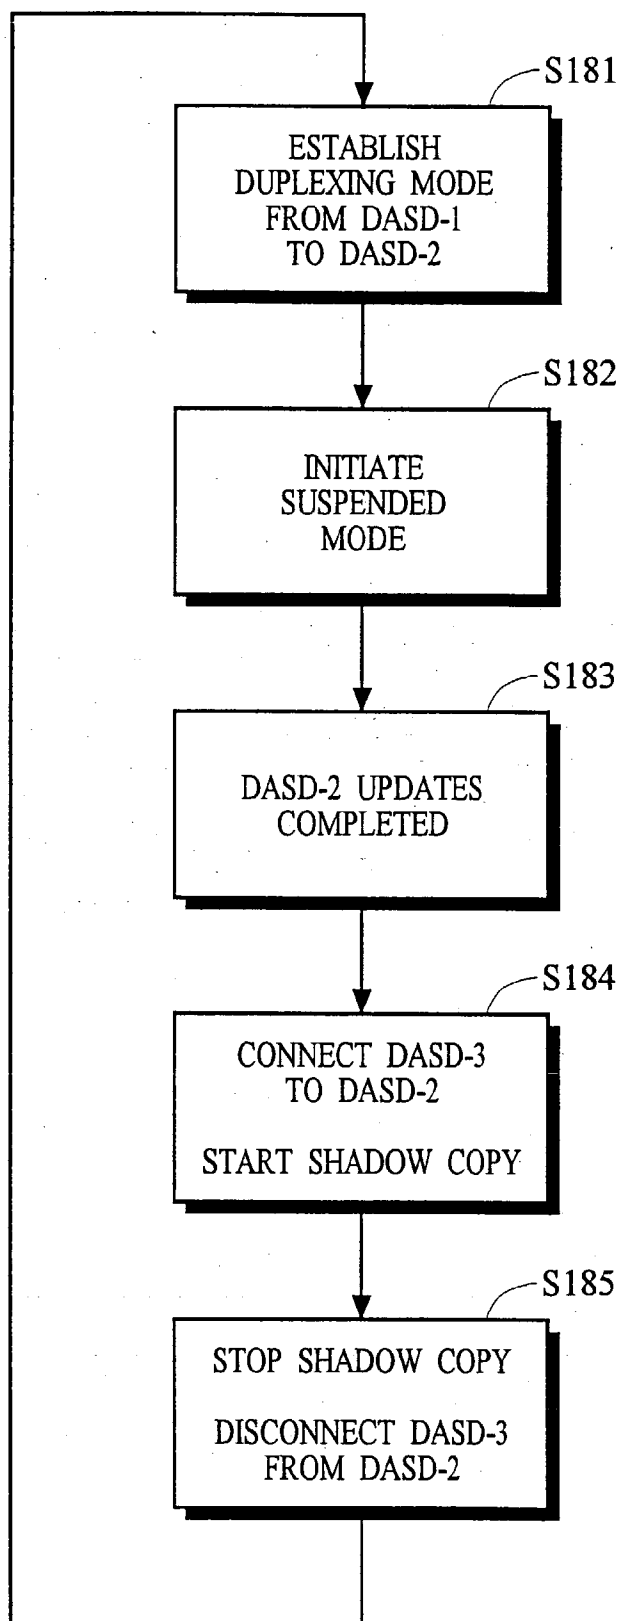 S181
ESTABLISH
DUPLEXING MODE
FROM DASD-1
TO DASD-2
S182
INITIATE
SUSPENDED
MODE
S183
DASD-2 UPDATES
COMPLETED
S184
CONNECT DASD-3
TO DASD-2
START SHADOW COPY
S185
STOP SHADOW COPY
DISCONNECT DASD-3
FROM DASD-2